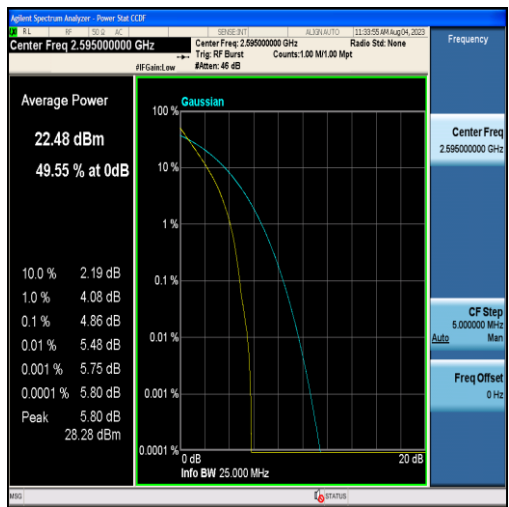 Agilent Spectrum Analyzer - Power Stat CCDF
RL RF 50 Ω AC SENSE:INT ALIGN AUTO 11:33:55 AM Aug 04, 2023
Center Freq 2.595000000 GHz
Center Freq: 2.595000000 GHz Radio Std: None
Trig: RF Burst Counts:1.00 M/1.00 Mpt
#IFGain:Low #Atten: 46 dB
Frequency
Average Power
22.48 dBm
49.55 % at 0dB
10.0 % 2.19 dB
1.0 % 4.08 dB
0.1 % 4.86 dB
0.01 % 5.48 dB
0.001 % 5.75 dB
0.0001 % 5.80 dB
Peak 5.80 dB
28.28 dBm
Gaussian
100 %
10 %
1 %
0.1 %
0.01 %
0.001 %
0.0001 %
0 dB 20 dB
Info BW 25.000 MHz
Center Freq
2.595000000 GHz
CF Step
5.000000 MHz
Auto Man
Freq Offset
0 Hz
MSG STATUS